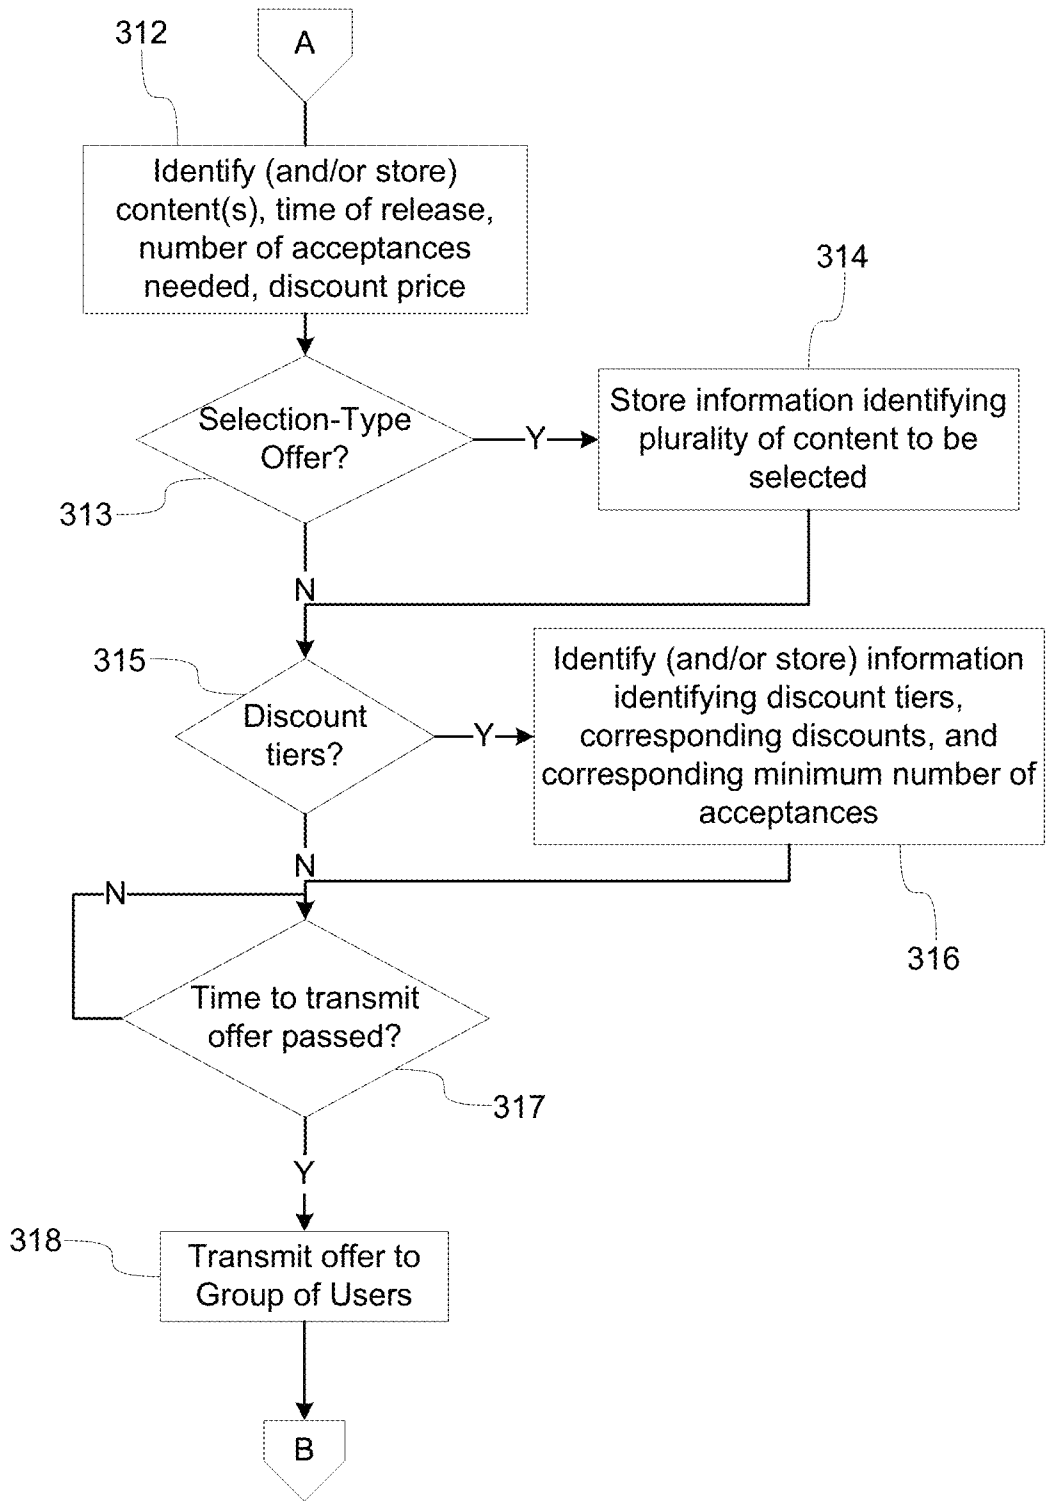 312
A
Identify (and/or store)
content(s), time of release,
number of acceptances
needed, discount price
314
Selection-Type
Offer?
Y
Store information identifying
plurality of content to be
selected
313
N
315
Discount
tiers?
Y
Identify (and/or store) information
identifying discount tiers,
corresponding discounts, and
corresponding minimum number of
acceptances
N
N
316
Time to transmit
offer passed?
317
Y
318
Transmit offer to
Group of Users
B